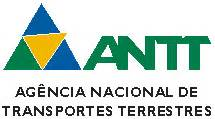 ANTT
AGÊNCIA NACIONAL DE
TRANSPORTES TERRESTRES